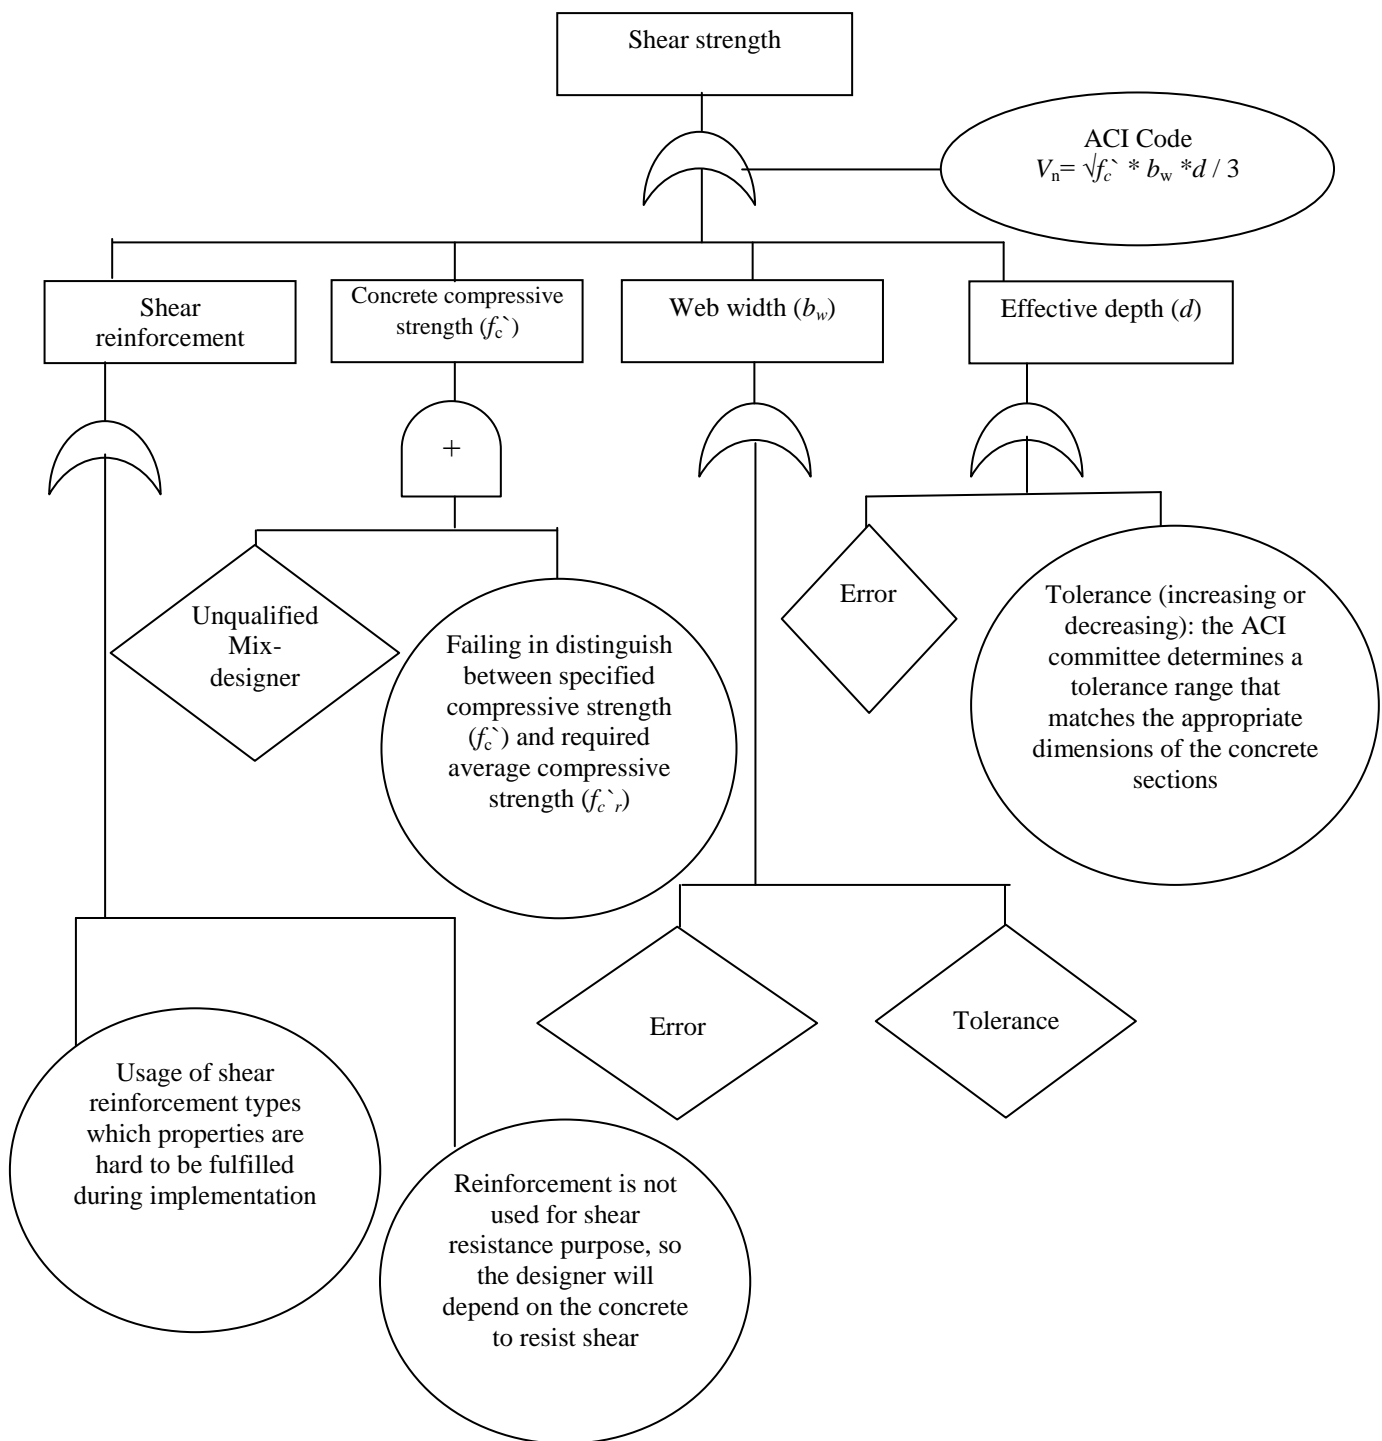 Shear strength
ACI Code
Vn= √fc` * bw *d / 3
Shear
reinforcement
Concrete compressive
strength (fc`)
Web width (bw)
Effective depth (d)
+
Unqualified
Mix-
designer
Failing in distinguish
between specified
compressive strength
(fc`) and required
average compressive
strength (fc`r)
Error
Tolerance (increasing or
decreasing): the ACI
committee determines a
tolerance range that
matches the appropriate
dimensions of the concrete
sections
Error
Tolerance
Usage of shear
reinforcement types
which properties are
hard to be fulfilled
during implementation
Reinforcement is not
used for shear
resistance purpose, so
the designer will
depend on the concrete
to resist shear